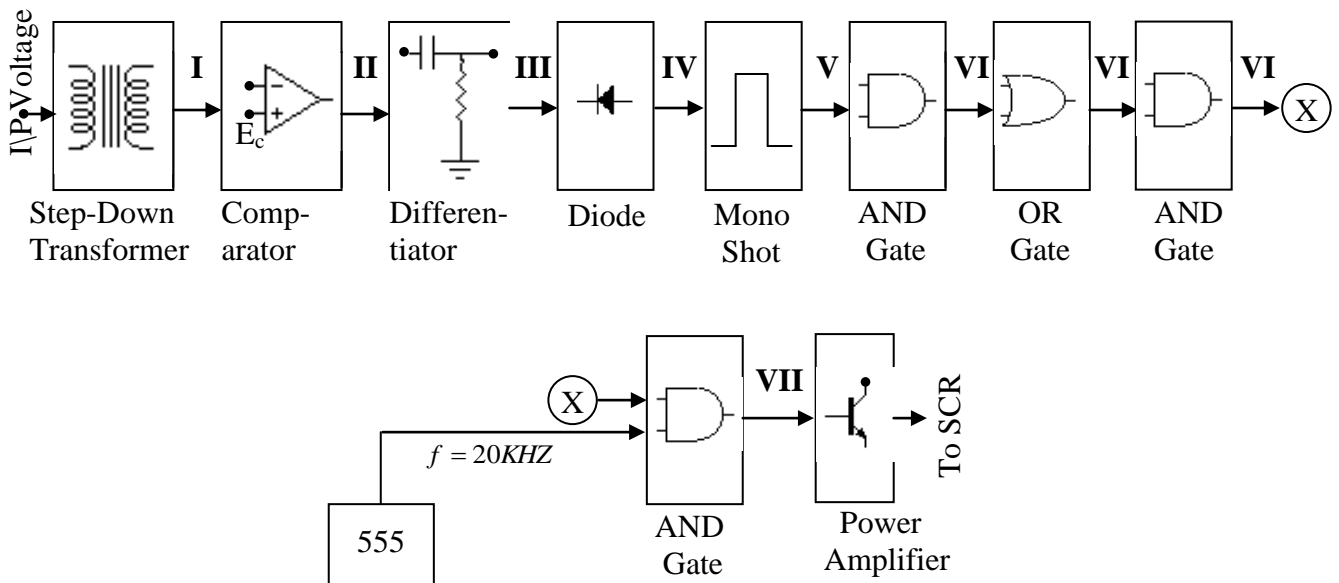 I\P Voltage
I
II
III
IV
V
VI
VI
VI
X
−
+
Ec
Step-Down
Transformer
Comp-
arator
Differen-
tiator
Diode
Mono
Shot
AND
Gate
OR
Gate
AND
Gate
X
VII
To SCR
f = 20KHZ
555
AND
Gate
Power
Amplifier